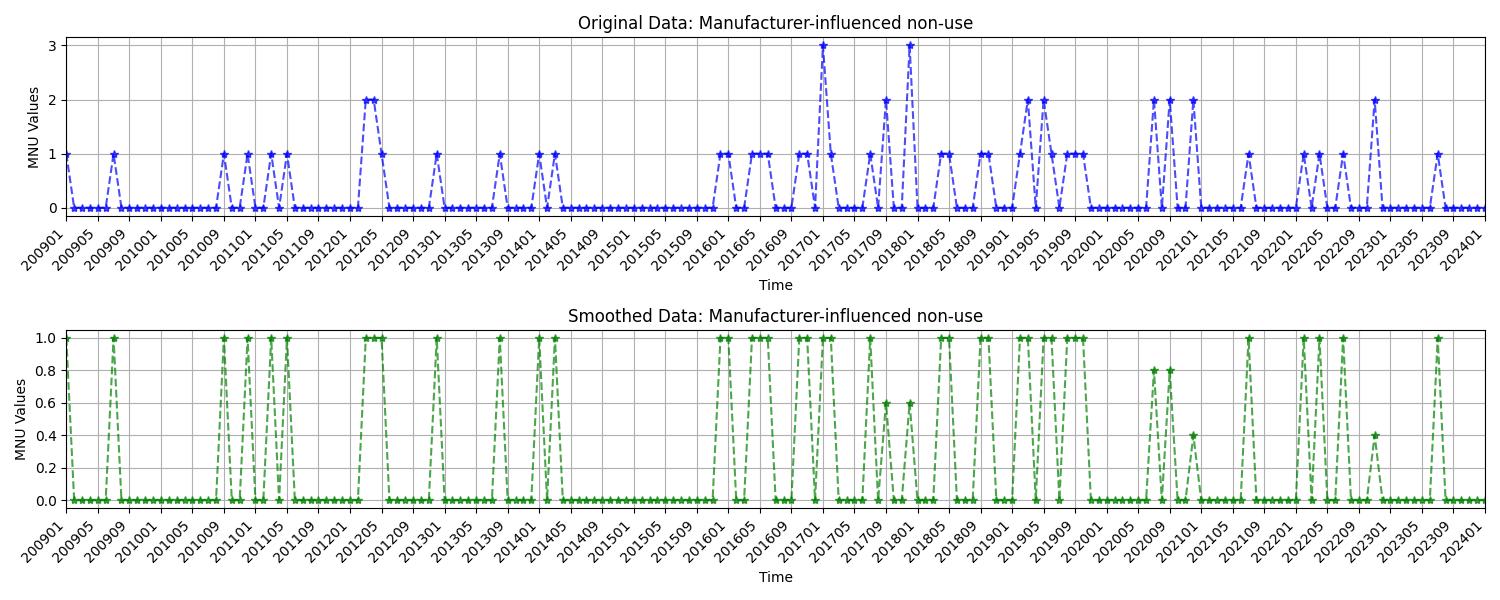 Original Data: Manufacturer-influenced non-use
MNU Values
3
2
1
0
200901 200905 200909 201001 201005 201009 201101 201105 201109 201201 201205 201209 201301 201305 201309 201401 201405 201409 201501 201505 201509 201601 201605 201609 201701 201705 201709 201801 201805 201809 201901 201905 201909 202001 202005 202009 202101 202105 202109 202201 202205 202209 202301 202305 202309 202401
Time
Smoothed Data: Manufacturer-influenced non-use
MNU Values
1.0
0.8
0.6
0.4
0.2
0.0
200901 200905 200909 201001 201005 201009 201101 201105 201109 201201 201205 201209 201301 201305 201309 201401 201405 201409 201501 201505 201509 201601 201605 201609 201701 201705 201709 201801 201805 201809 201901 201905 201909 202001 202005 202009 202101 202105 202109 202201 202205 202209 202301 202305 202309 202401
Time